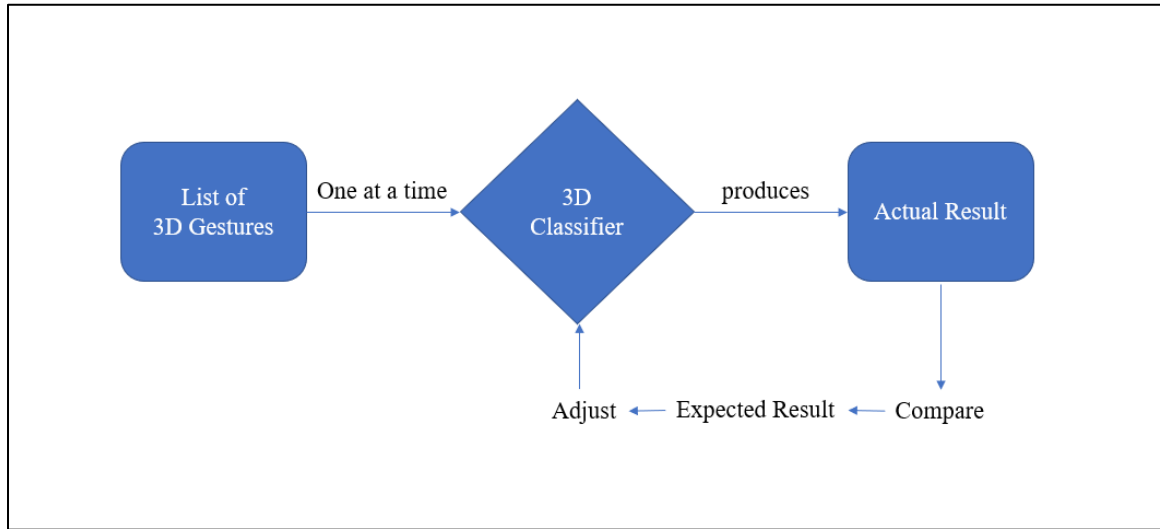 List of
3D Gestures
One at a time
3D
Classifier
produces
Actual Result
Adjust
Expected Result
Compare